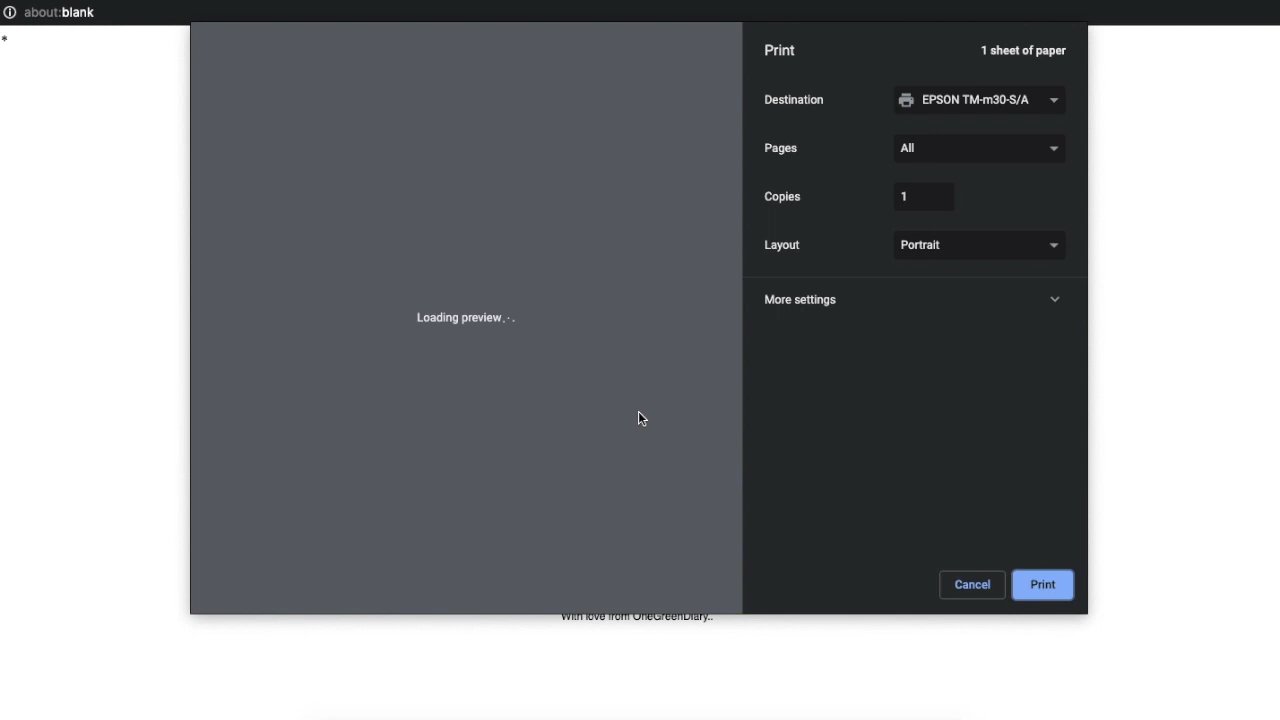 about:blank
*
Print
1 sheet of paper
Destination
EPSON TM-m30-S/A
Pages
All
Copies
1
Layout
Portrait
More settings
Loading preview...
Cancel
Print
With love from OneGreenDiary..